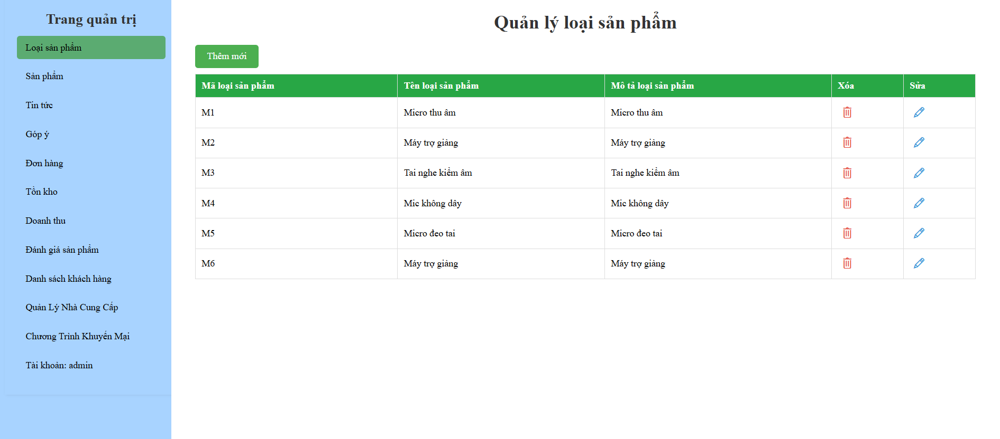 Trang quản trị
Loại sản phẩm
Sản phẩm
Tin tức
Góp ý
Đơn hàng
Tồn kho
Doanh thu
Đánh giá sản phẩm
Danh sách khách hàng
Quản Lý Nhà Cung Cấp
Chương Trình Khuyến Mại
Tài khoản: admin
Quản lý loại sản phẩm
Thêm mới
Mã loại sản phẩm Tên loại sản phẩm Mô tả loại sản phẩm Xóa Sửa
M1 Micro thu âm Micro thu âm
M2 Máy trợ giảng Máy trợ giảng
M3 Tai nghe kiểm âm Tai nghe kiểm âm
M4 Mic không dây Mic không dây
M5 Micro đeo tai Micro đeo tai
M6 Máy trợ giảng Máy trợ giảng